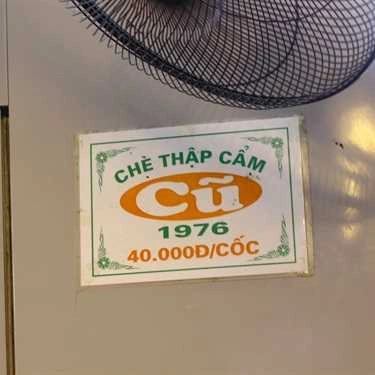 CHÈ THẬP CẨM
Cũ
1976
40.000Đ/CỐC